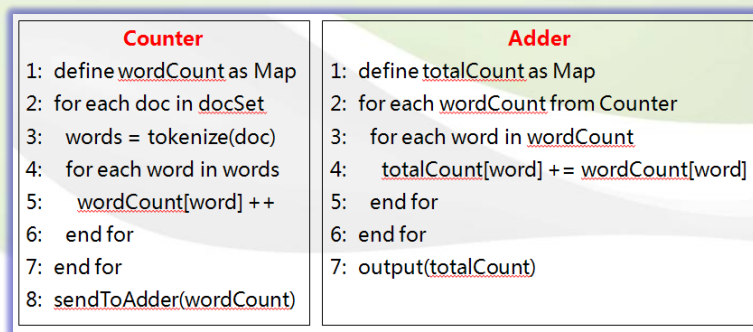 Counter
1: define wordCount as Map
2: for each doc in docSet
3: words = tokenize(doc)
4: for each word in words
5: wordCount[word] ++
6: end for
7: end for
8: sendToAdder(wordCount)
Adder
1: define totalCount as Map
2: for each wordCount from Counter
3: for each word in wordCount
4: totalCount[word] += wordCount[word]
5: end for
6: end for
7: output(totalCount)